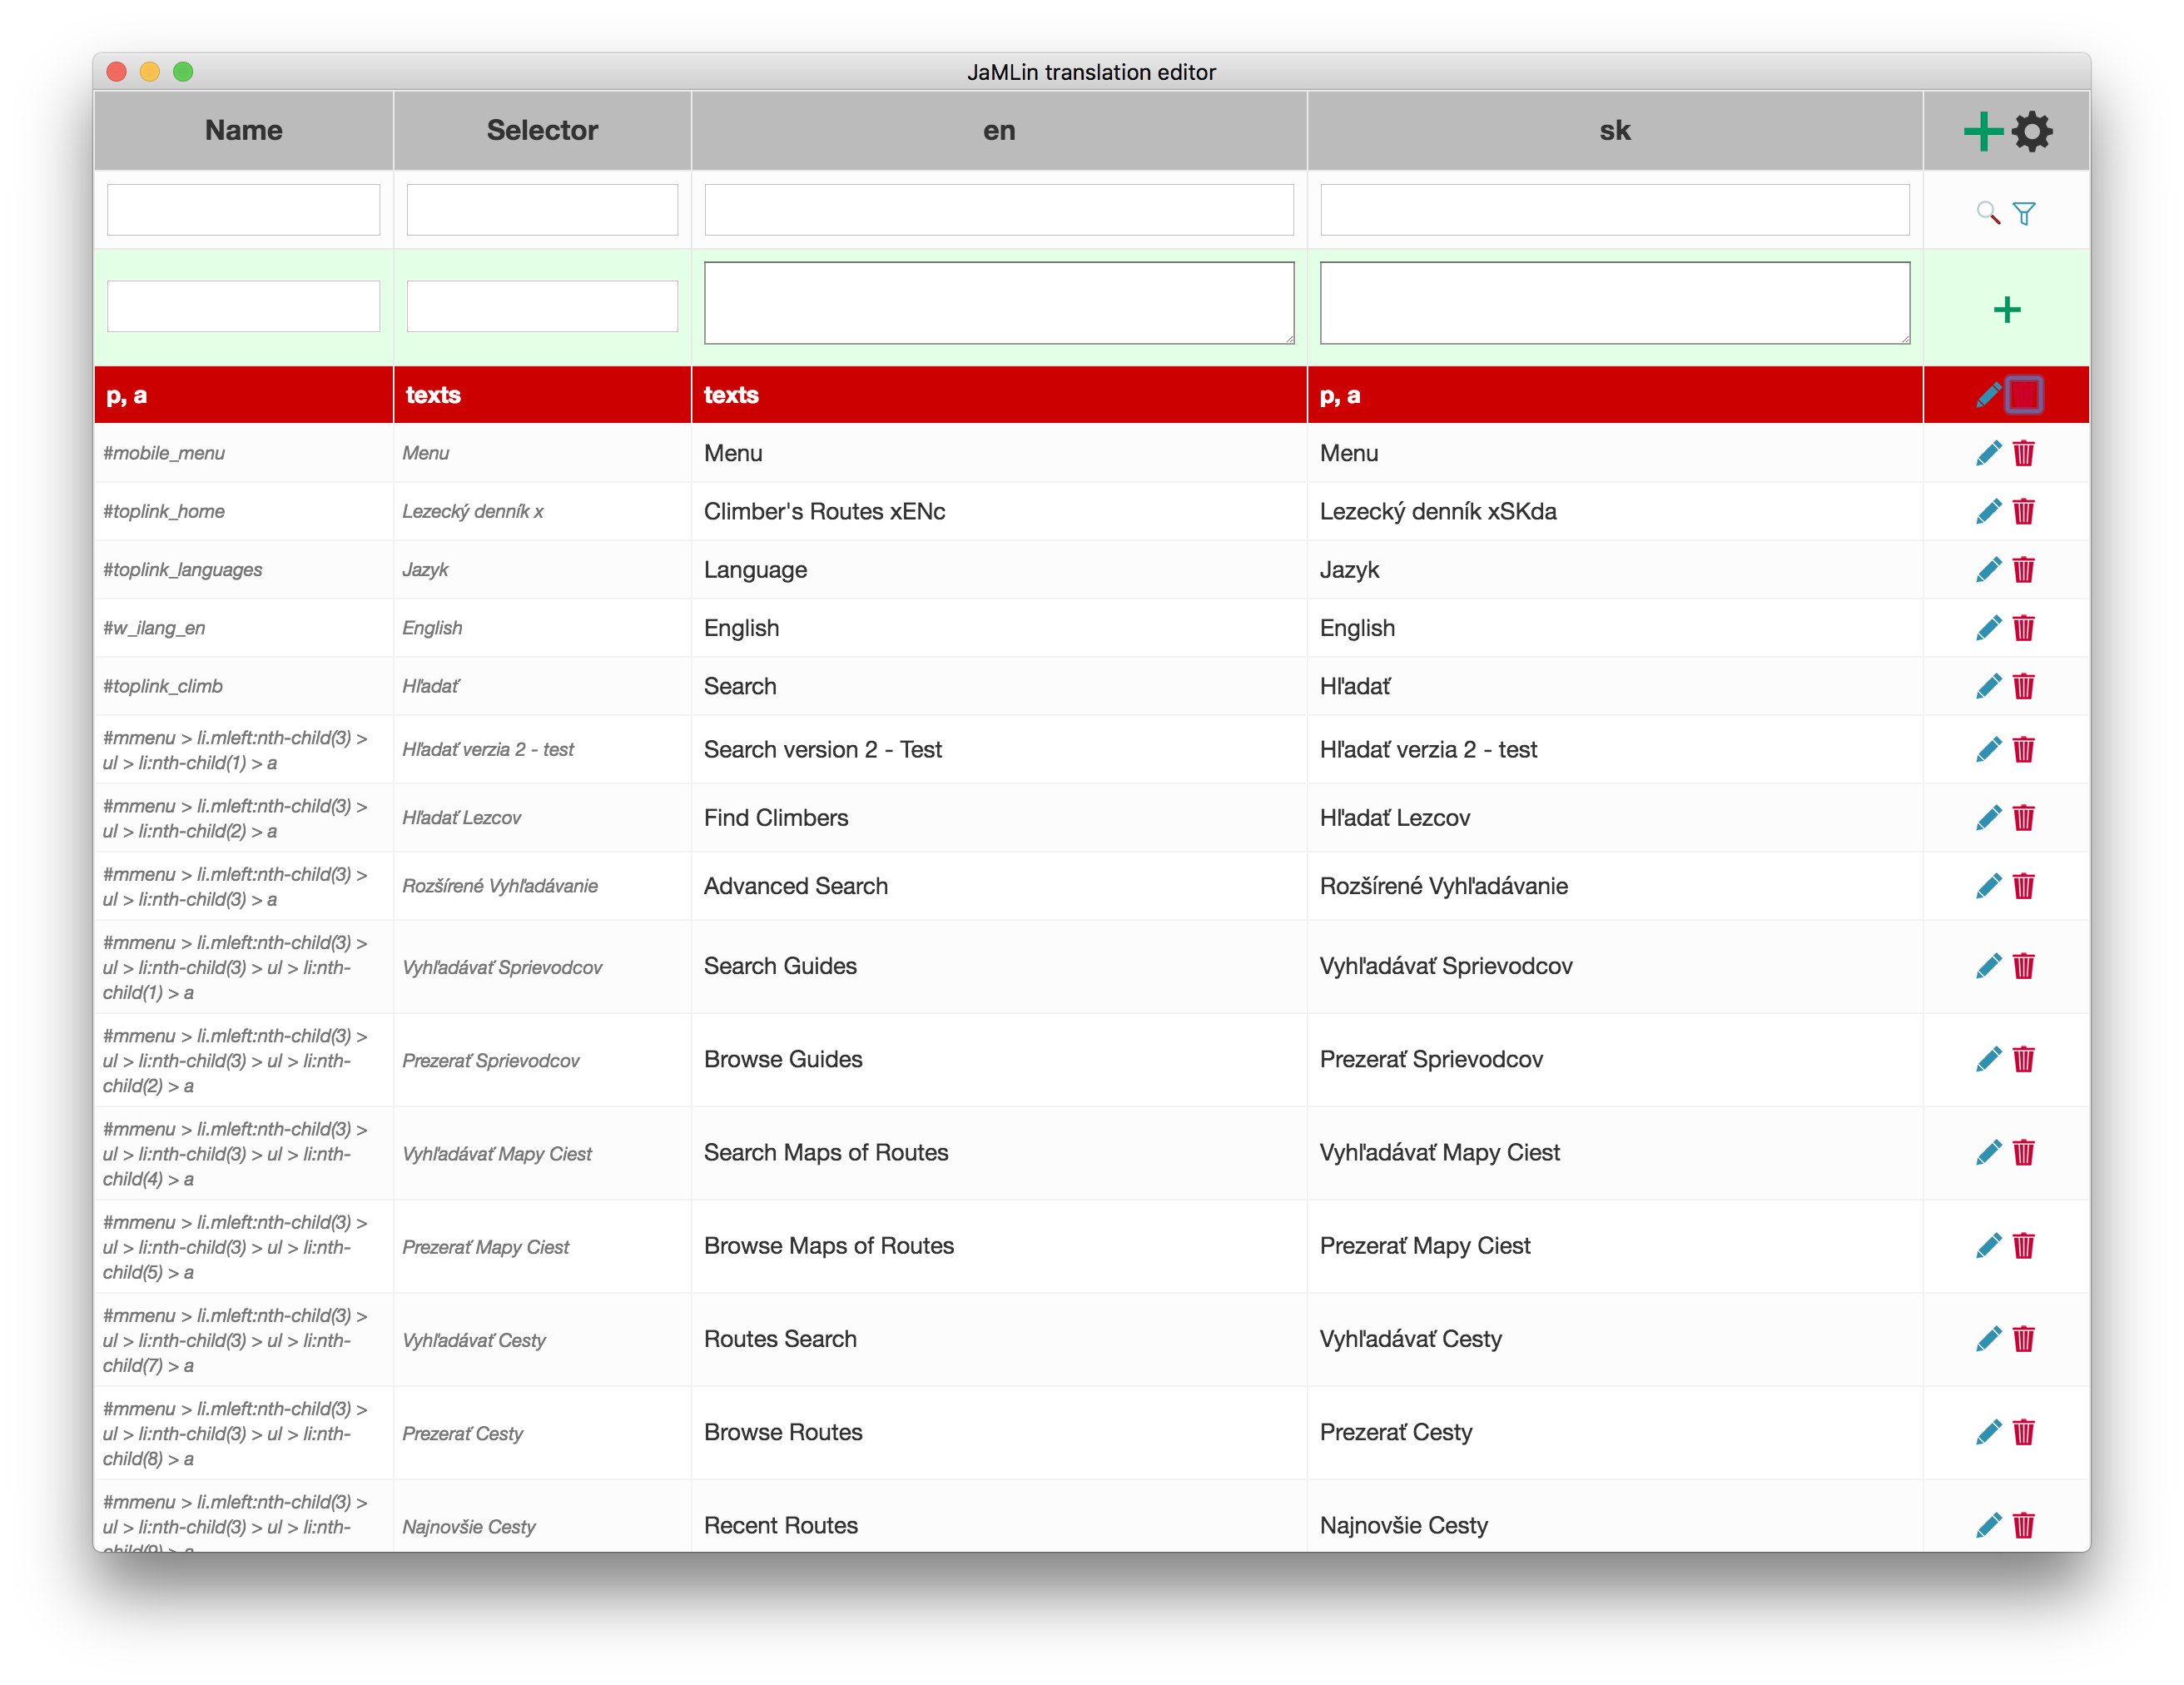 JaMLin translation editor
Name Selector en sk
p, a texts texts p, a
#mobile_menu Menu Menu Menu
#toplink_home Lezecký denník x Climber's Routes xENc Lezecký denník xSKda
#toplink_languages Jazyk Language Jazyk
#w_ilang_en English English English
#toplink_climb Hľadať Search Hľadať
#mmenu > li.mleft:nth-child(3) >
ul > li:nth-child(1) > a Hľadať verzia 2 - test Search version 2 - Test Hľadať verzia 2 - test
#mmenu > li.mleft:nth-child(3) >
ul > li:nth-child(2) > a Hľadať Lezcov Find Climbers Hľadať Lezcov
#mmenu > li.mleft:nth-child(3) >
ul > li:nth-child(3) > a Rozšírené Vyhľadávanie Advanced Search Rozšírené Vyhľadávanie
#mmenu > li.mleft:nth-child(3) >
ul > li:nth-child(3) > ul > li:nth- Vyhľadávať Sprievodcov Search Guides Vyhľadávať Sprievodcov
child(1) > a
#mmenu > li.mleft:nth-child(3) >
ul > li:nth-child(3) > ul > li:nth- Prezerať Sprievodcov Browse Guides Prezerať Sprievodcov
child(2) > a
#mmenu > li.mleft:nth-child(3) >
ul > li:nth-child(3) > ul > li:nth- Vyhľadávať Mapy Ciest Search Maps of Routes Vyhľadávať Mapy Ciest
child(4) > a
#mmenu > li.mleft:nth-child(3) >
ul > li:nth-child(3) > ul > li:nth- Prezerať Mapy Ciest Browse Maps of Routes Prezerať Mapy Ciest
child(5) > a
#mmenu > li.mleft:nth-child(3) >
ul > li:nth-child(3) > ul > li:nth- Vyhľadávať Cesty Routes Search Vyhľadávať Cesty
child(7) > a
#mmenu > li.mleft:nth-child(3) >
ul > li:nth-child(3) > ul > li:nth- Prezerať Cesty Browse Routes Prezerať Cesty
child(8) > a
#mmenu > li.mleft:nth-child(3) >
ul > li:nth-child(3) > ul > li:nth- Najnovšie Cesty Recent Routes Najnovšie Cesty
child(9) > a